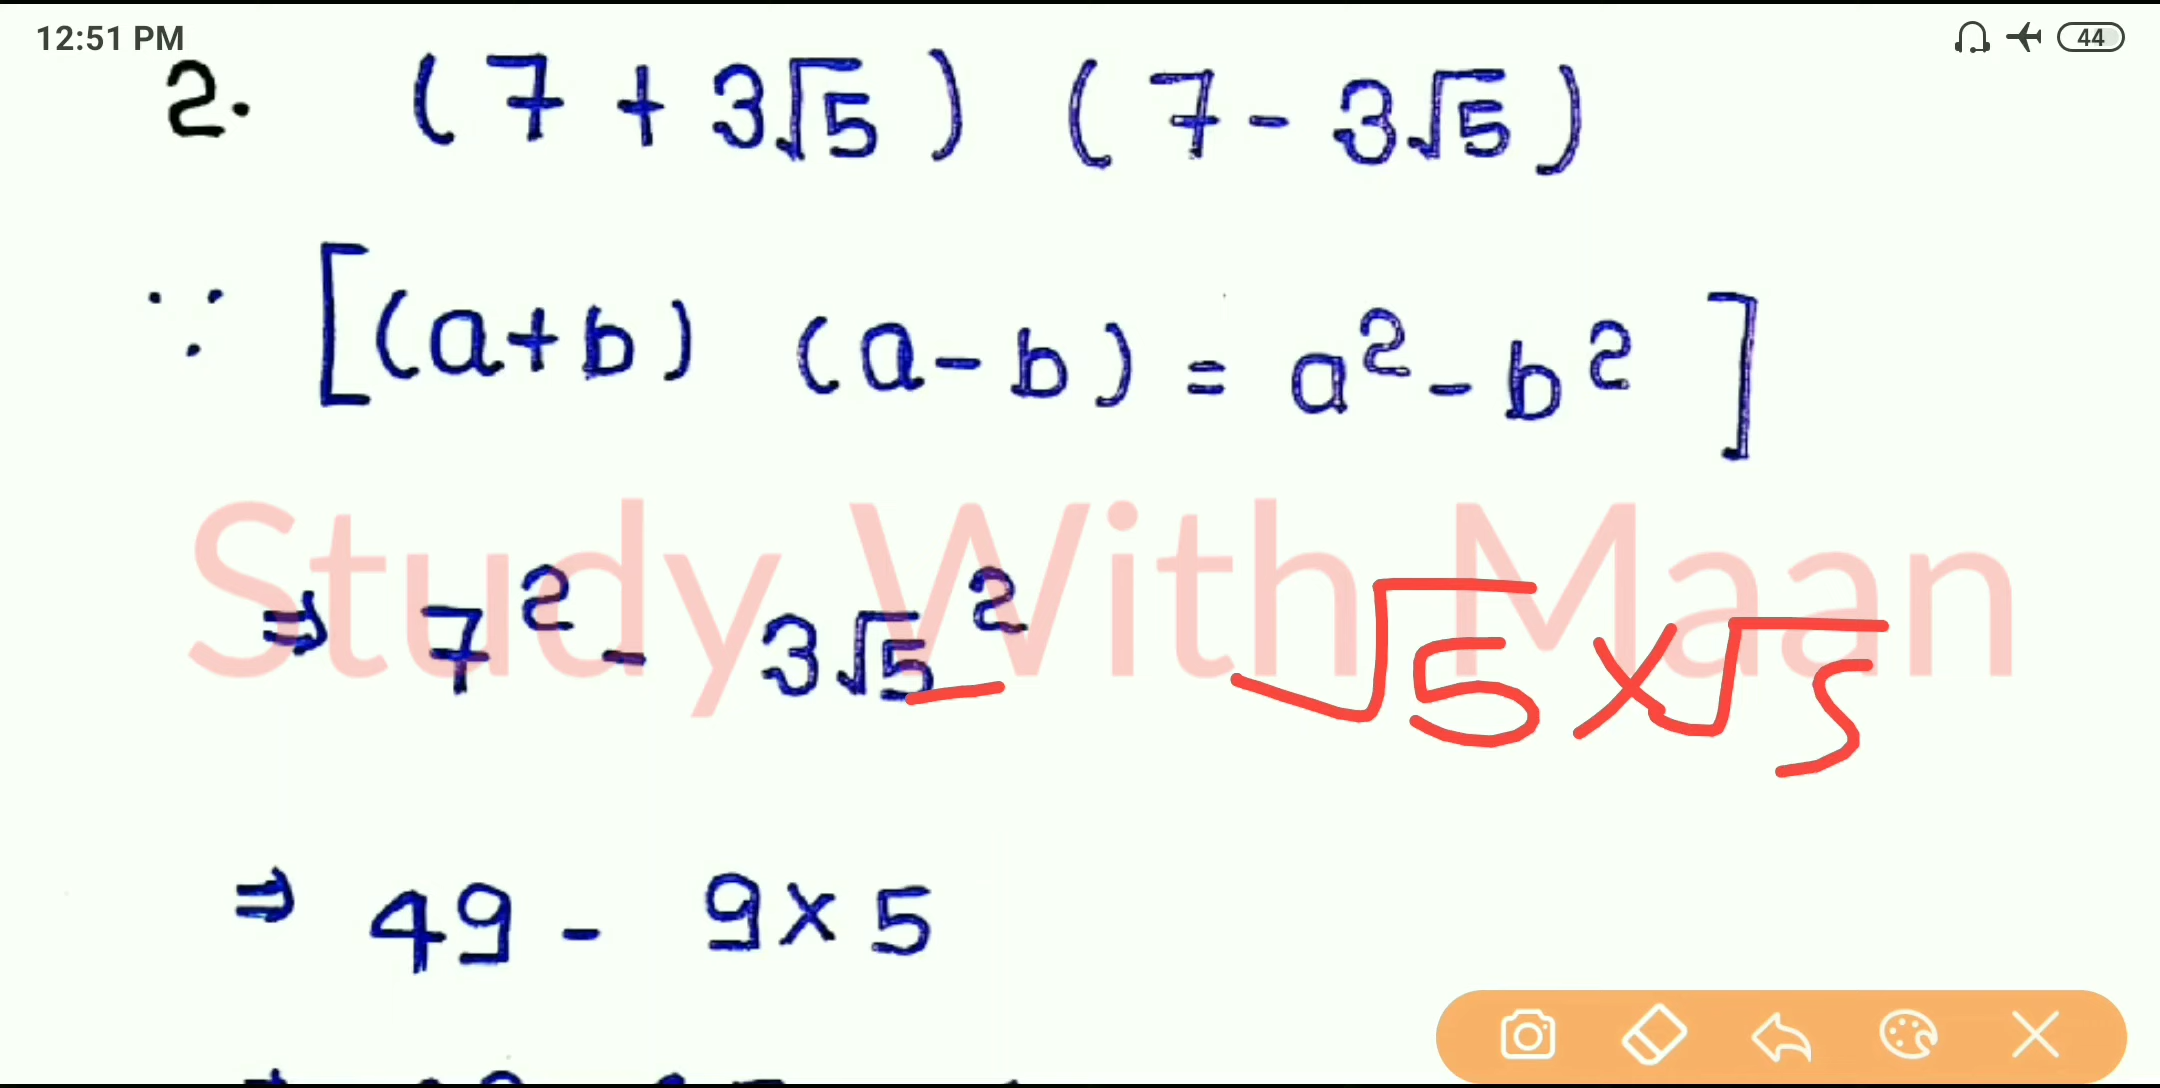 12:51 PM 44
2. (7 + 3√5) (7 - 3√5)
∵ [(a+b) (a-b) = a² - b²]
Study With Maan
⇒ 7² - 3√5² √5 × √5
⇒ 49 - 9×5